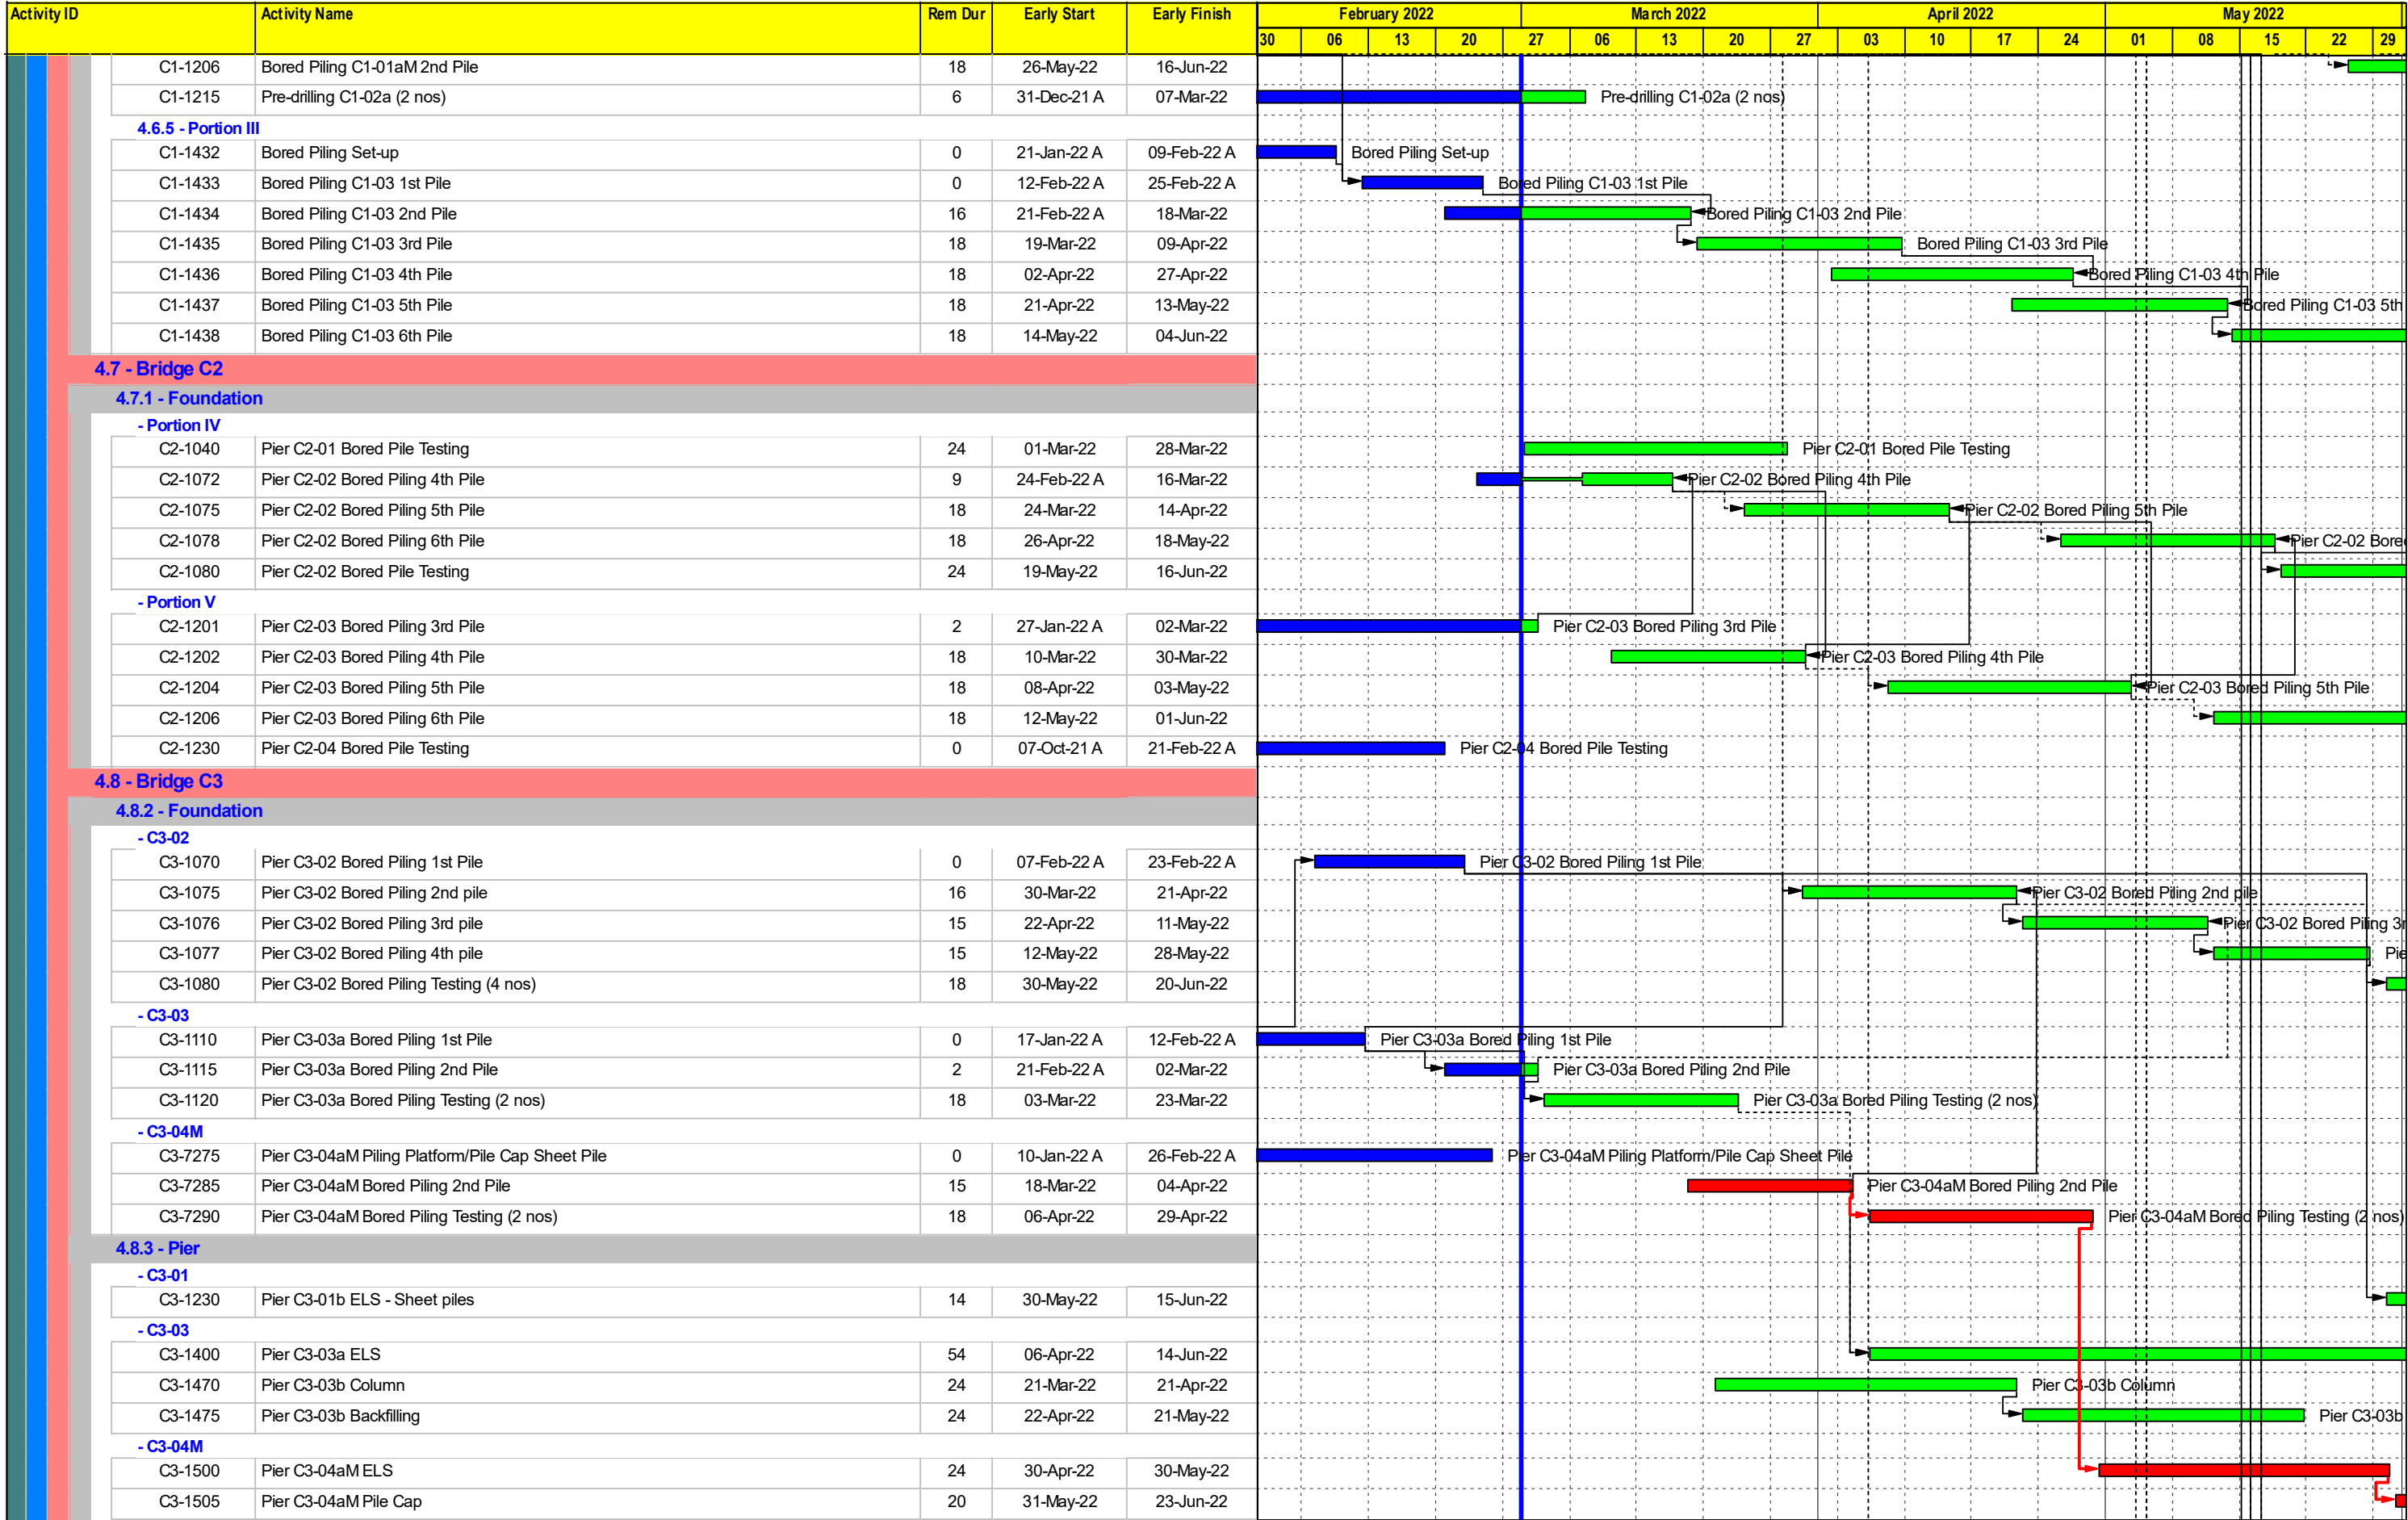 Activity ID Activity Name Rem Dur Early Start Early Finish February 2022 March 2022 April 2022 May 2022
30 06 13 20 27 06 13 20 27 03 10 17 24 01 08 15 22 29
C1-1206 Bored Piling C1-01aM 2nd Pile 18 26-May-22 16-Jun-22
C1-1215 Pre-drilling C1-02a (2 nos) 6 31-Dec-21 A 07-Mar-22 Pre-drilling C1-02a (2 nos)
4.6.5 - Portion III
C1-1432 Bored Piling Set-up 0 21-Jan-22 A 09-Feb-22 A Bored Piling Set-up
C1-1433 Bored Piling C1-03 1st Pile 0 12-Feb-22 A 25-Feb-22 A Bored Piling C1-03 1st Pile
C1-1434 Bored Piling C1-03 2nd Pile 16 21-Feb-22 A 18-Mar-22 Bored Piling C1-03 2nd Pile
C1-1435 Bored Piling C1-03 3rd Pile 18 19-Mar-22 09-Apr-22 Bored Piling C1-03 3rd Pile
C1-1436 Bored Piling C1-03 4th Pile 18 02-Apr-22 27-Apr-22 Bored Piling C1-03 4th Pile
C1-1437 Bored Piling C1-03 5th Pile 18 21-Apr-22 13-May-22 Bored Piling C1-03 5th
C1-1438 Bored Piling C1-03 6th Pile 18 14-May-22 04-Jun-22
4.7 - Bridge C2
4.7.1 - Foundation
- Portion IV
C2-1040 Pier C2-01 Bored Pile Testing 24 01-Mar-22 28-Mar-22 Pier C2-01 Bored Pile Testing
C2-1072 Pier C2-02 Bored Piling 4th Pile 9 24-Feb-22 A 16-Mar-22 Pier C2-02 Bored Piling 4th Pile
C2-1075 Pier C2-02 Bored Piling 5th Pile 18 24-Mar-22 14-Apr-22 Pier C2-02 Bored Piling 5th Pile
C2-1078 Pier C2-02 Bored Piling 6th Pile 18 26-Apr-22 18-May-22 Pier C2-02 Bore
C2-1080 Pier C2-02 Bored Pile Testing 24 19-May-22 16-Jun-22
- Portion V
C2-1201 Pier C2-03 Bored Piling 3rd Pile 2 27-Jan-22 A 02-Mar-22 Pier C2-03 Bored Piling 3rd Pile
C2-1202 Pier C2-03 Bored Piling 4th Pile 18 10-Mar-22 30-Mar-22 Pier C2-03 Bored Piling 4th Pile
C2-1204 Pier C2-03 Bored Piling 5th Pile 18 08-Apr-22 03-May-22 Pier C2-03 Bored Piling 5th Pile
C2-1206 Pier C2-03 Bored Piling 6th Pile 18 12-May-22 01-Jun-22
C2-1230 Pier C2-04 Bored Pile Testing 0 07-Oct-21 A 21-Feb-22 A Pier C2-04 Bored Pile Testing
4.8 - Bridge C3
4.8.2 - Foundation
- C3-02
C3-1070 Pier C3-02 Bored Piling 1st Pile 0 07-Feb-22 A 23-Feb-22 A Pier C3-02 Bored Piling 1st Pile
C3-1075 Pier C3-02 Bored Piling 2nd pile 16 30-Mar-22 21-Apr-22 Pier C3-02 Bored Piling 2nd pile
C3-1076 Pier C3-02 Bored Piling 3rd pile 15 22-Apr-22 11-May-22 Pier C3-02 Bored Piling 3r
C3-1077 Pier C3-02 Bored Piling 4th pile 15 12-May-22 28-May-22 Pie
C3-1080 Pier C3-02 Bored Piling Testing (4 nos) 18 30-May-22 20-Jun-22
- C3-03
C3-1110 Pier C3-03a Bored Piling 1st Pile 0 17-Jan-22 A 12-Feb-22 A Pier C3-03a Bored Piling 1st Pile
C3-1115 Pier C3-03a Bored Piling 2nd Pile 2 21-Feb-22 A 02-Mar-22 Pier C3-03a Bored Piling 2nd Pile
C3-1120 Pier C3-03a Bored Piling Testing (2 nos) 18 03-Mar-22 23-Mar-22 Pier C3-03a Bored Piling Testing (2 nos)
- C3-04M
C3-7275 Pier C3-04aM Piling Platform/Pile Cap Sheet Pile 0 10-Jan-22 A 26-Feb-22 A Pier C3-04aM Piling Platform/Pile Cap Sheet Pile
C3-7285 Pier C3-04aM Bored Piling 2nd Pile 15 18-Mar-22 04-Apr-22 Pier C3-04aM Bored Piling 2nd Pile
C3-7290 Pier C3-04aM Bored Piling Testing (2 nos) 18 06-Apr-22 29-Apr-22 Pier C3-04aM Bored Piling Testing (2 nos)
4.8.3 - Pier
- C3-01
C3-1230 Pier C3-01b ELS - Sheet piles 14 30-May-22 15-Jun-22
- C3-03
C3-1400 Pier C3-03a ELS 54 06-Apr-22 14-Jun-22
C3-1470 Pier C3-03b Column 24 21-Mar-22 21-Apr-22 Pier C3-03b Column
C3-1475 Pier C3-03b Backfilling 24 22-Apr-22 21-May-22 Pier C3-03b
- C3-04M
C3-1500 Pier C3-04aM ELS 24 30-Apr-22 30-May-22
C3-1505 Pier C3-04aM Pile Cap 20 31-May-22 23-Jun-22